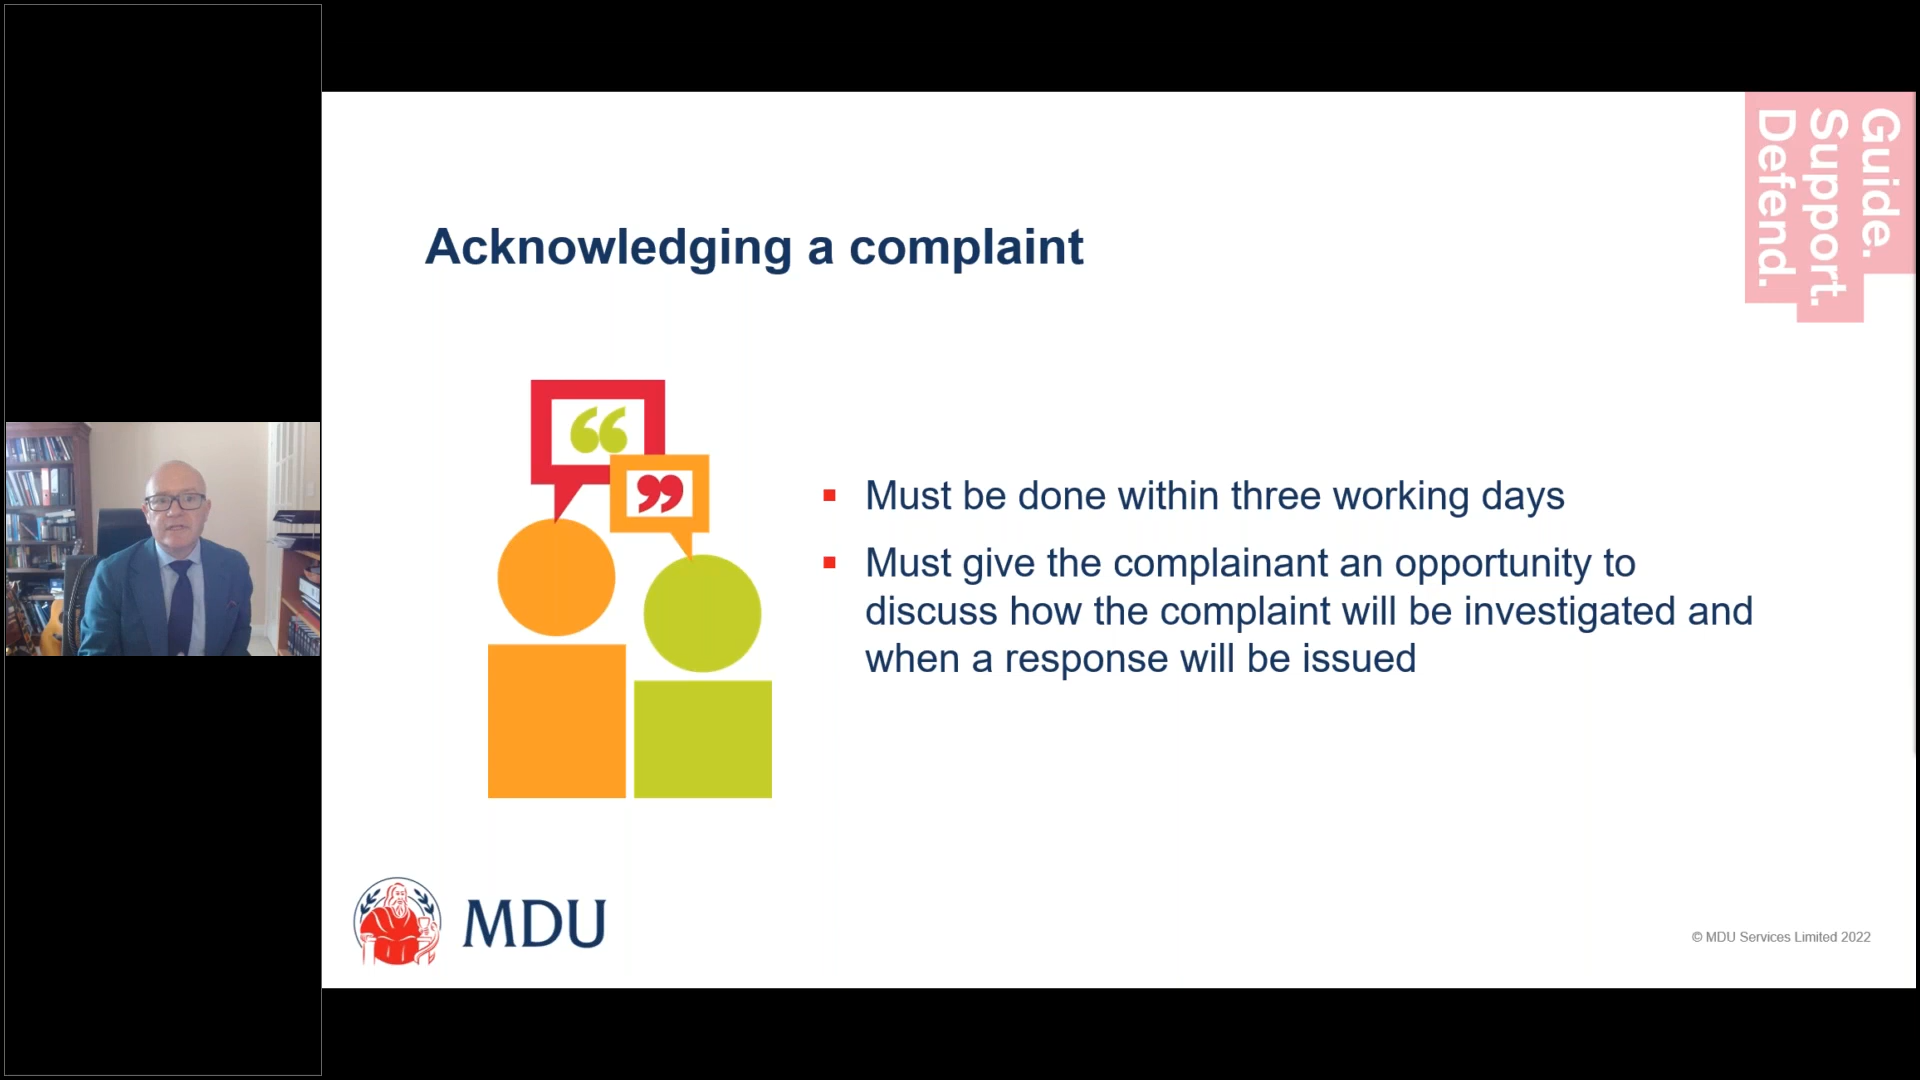 Guide.
Support.
Defend.
Acknowledging a complaint
“
”
▪ Must be done within three working days
▪ Must give the complainant an opportunity to
discuss how the complaint will be investigated and
when a response will be issued
MDU
© MDU Services Limited 2022